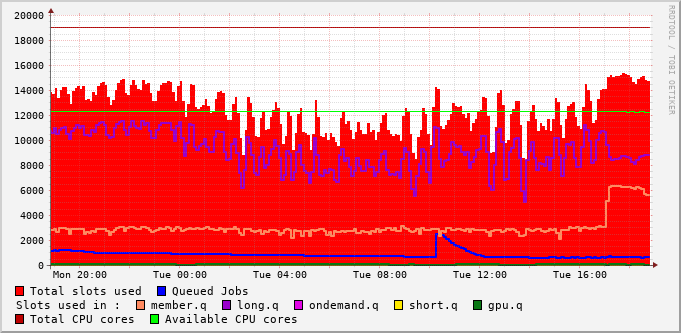 20000
18000
16000
14000
12000
10000
8000
6000
4000
2000
0
Mon 20:00 Tue 00:00 Tue 04:00 Tue 08:00 Tue 12:00 Tue 16:00
RRDTOOL / TOBI OETIKER
Total slots used Queued Jobs
Slots used in : member.q long.q ondemand.q short.q gpu.q
Total CPU cores Available CPU cores